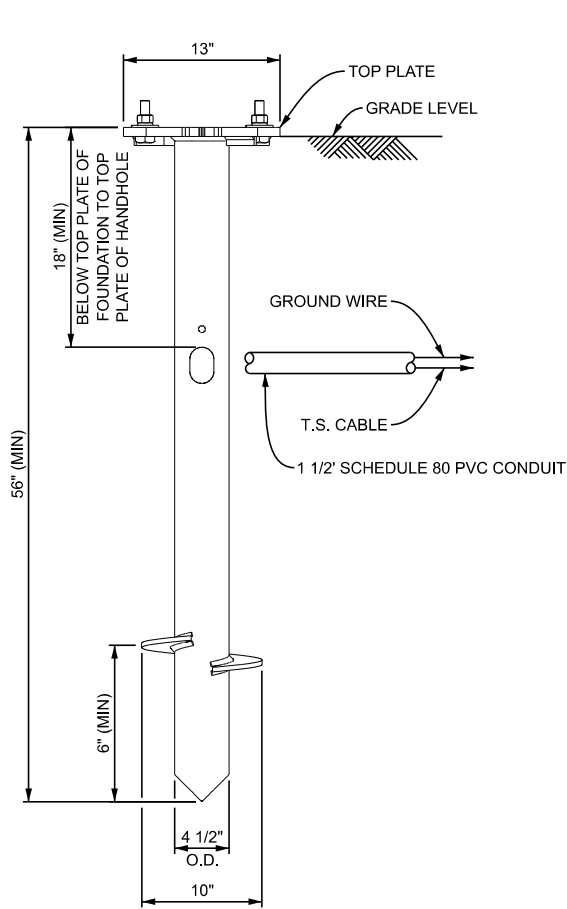 13"
TOP PLATE
GRADE LEVEL
18" (MIN)
BELOW TOP PLATE OF
FOUNDATION TO TOP
PLATE OF HANDHOLE
GROUND WIRE
T.S. CABLE
1 1/2' SCHEDULE 80 PVC CONDUIT
56" (MIN)
6" (MIN)
4 1/2"
O.D.
10"